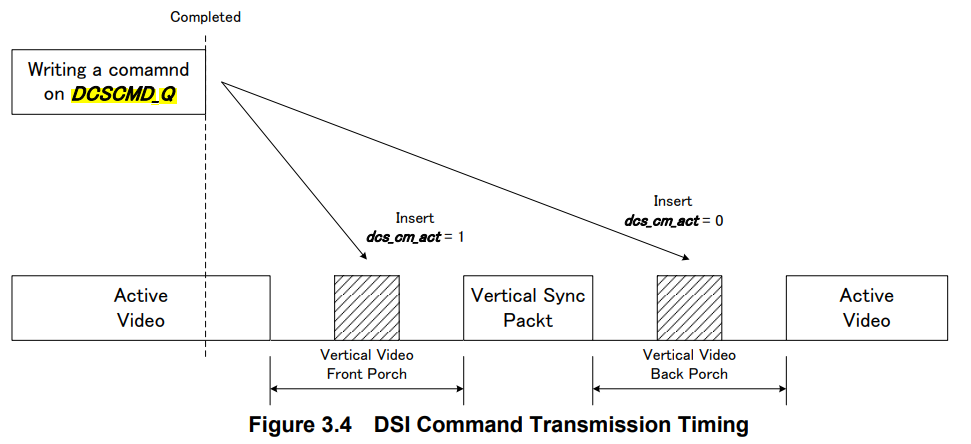 Completed
Writing a comamnd
on DCSCMD_Q
Insert
dcs_cm_act = 1
Insert
dcs_cm_act = 0
Active
Video
Vertical Sync
Packt
Active
Video
Vertical Video
Front Porch
Vertical Video
Back Porch
Figure 3.4 DSI Command Transmission Timing